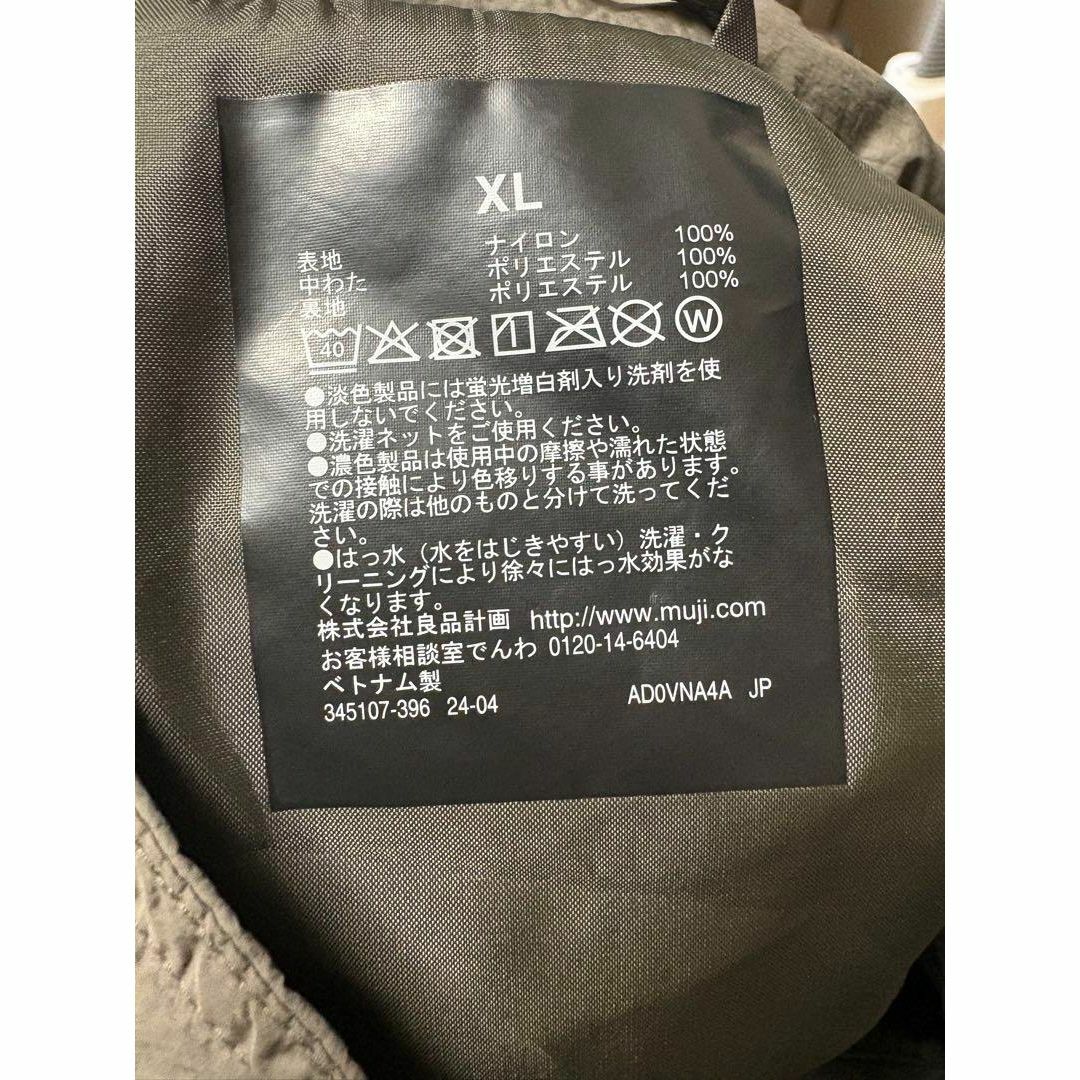 XL
表地 ナイロン 100%
中わた ポリエステル 100%
裏地 ポリエステル 100%
40 W
●淡色製品には蛍光増白剤入り洗剤を使
用しないでください。
●洗濯ネットをご使用ください。
●濃色製品は使用中の摩擦や濡れた状態
での接触により色移りする事があります。
洗濯の際は他のものと分けて洗ってくだ
さい。
●はっ水（水をはじきやすい）洗濯・ク
リーニングにより徐々にはっ水効果がな
くなります。
株式会社良品計画 http://www.muji.com
お客様相談室でんわ 0120-14-6404
ベトナム製
345107-396 24-04 AD0VNA4A JP